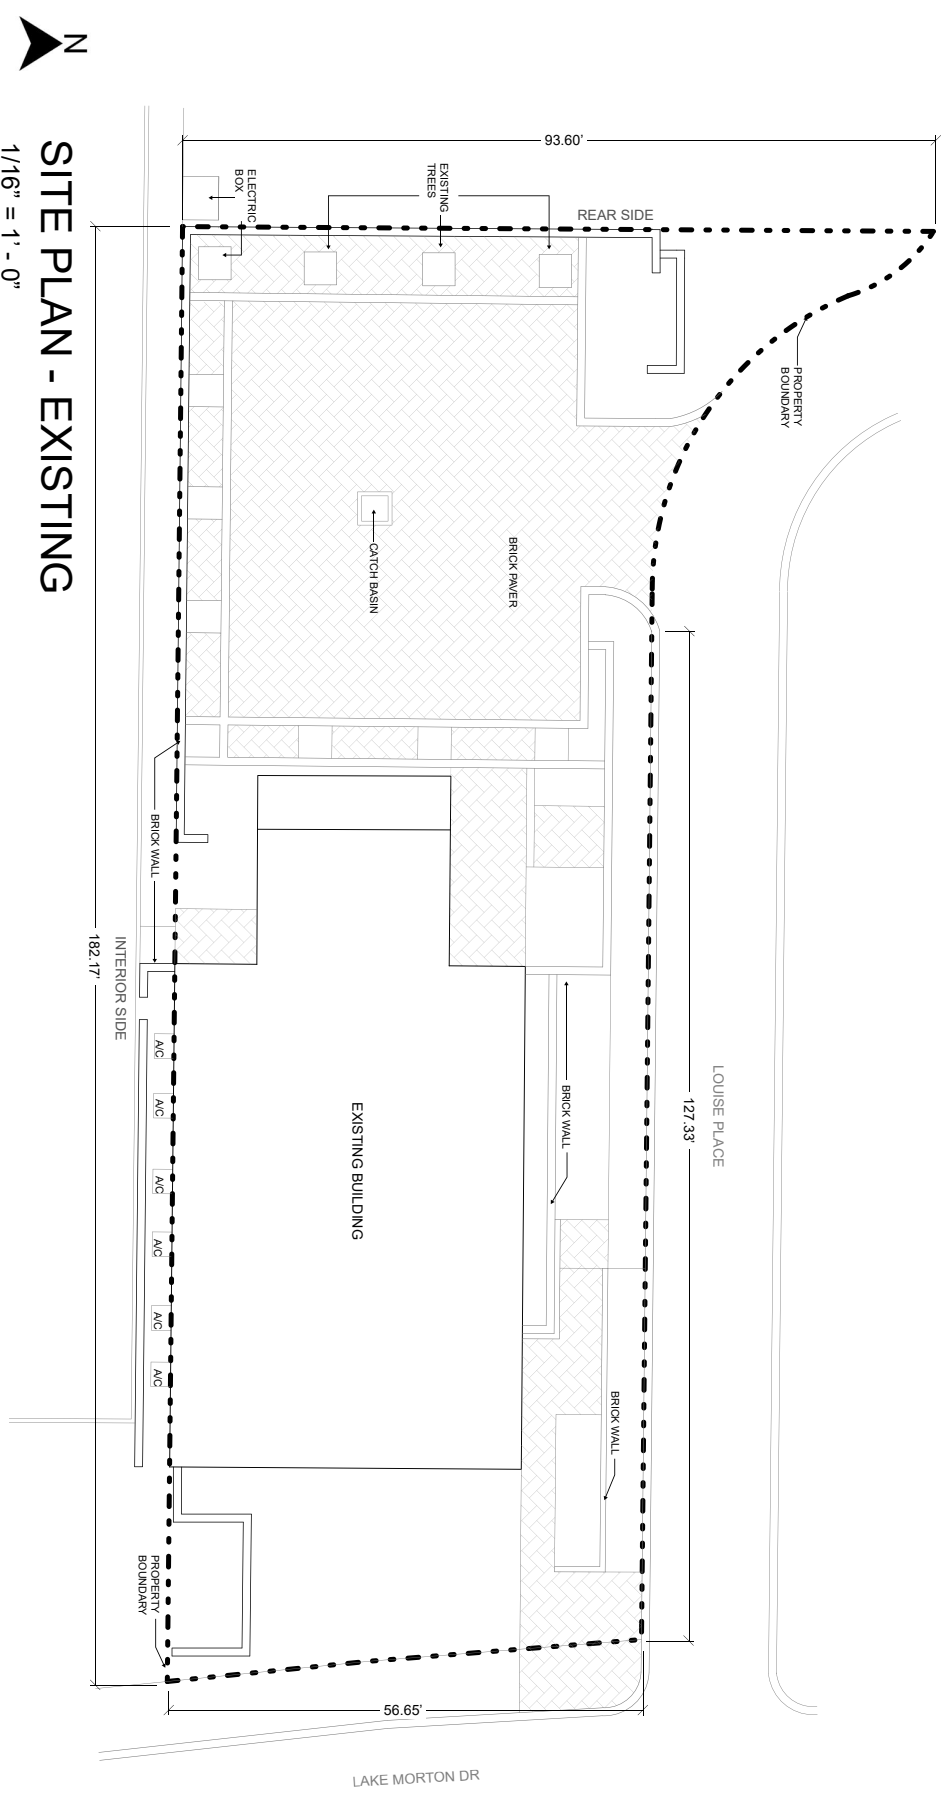 N
SITE PLAN - EXISTING
1/16” = 1' - 0”
93.60’
REAR SIDE
EXISTING
TREES
ELECTRIC
BOX
PROPERTY
BOUNDARY
CATCH BASIN
BRICK PAVER
BRICK WALL
182.17’
INTERIOR SIDE
A/C
A/C
A/C
A/C
A/C
A/C
EXISTING BUILDING
BRICK WALL
127.33’
LOUISE PLACE
BRICK WALL
PROPERTY
BOUNDARY
56.65’
LAKE MORTON DR